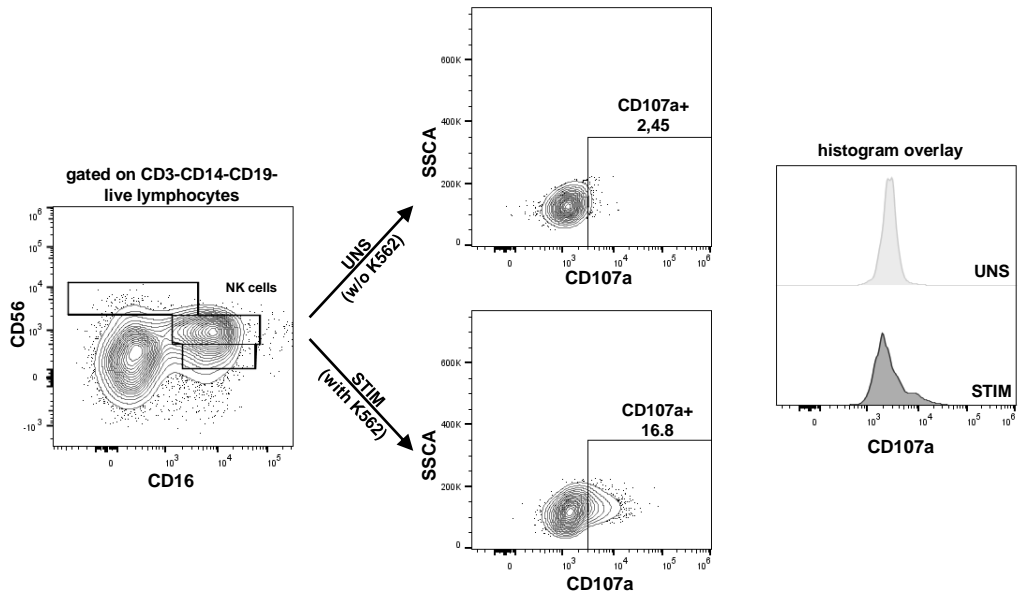 gated on CD3-CD14-CD19-
live lymphocytes
10^6
10^5
10^4
10^3
0
-10^3
CD56
NK cells
0
10^3
10^4
10^5
CD16
UNS
(w/o K562)
STIM
(with K562)
600K
400K
200K
0
SSCA
CD107a+
2,45
0
10^3
10^4
10^5
10^6
CD107a
600K
400K
200K
0
SSCA
CD107a+
16.8
0
10^3
10^4
10^5
10^6
CD107a
histogram overlay
UNS
STIM
0
10^3
10^4
10^5
10^6
CD107a